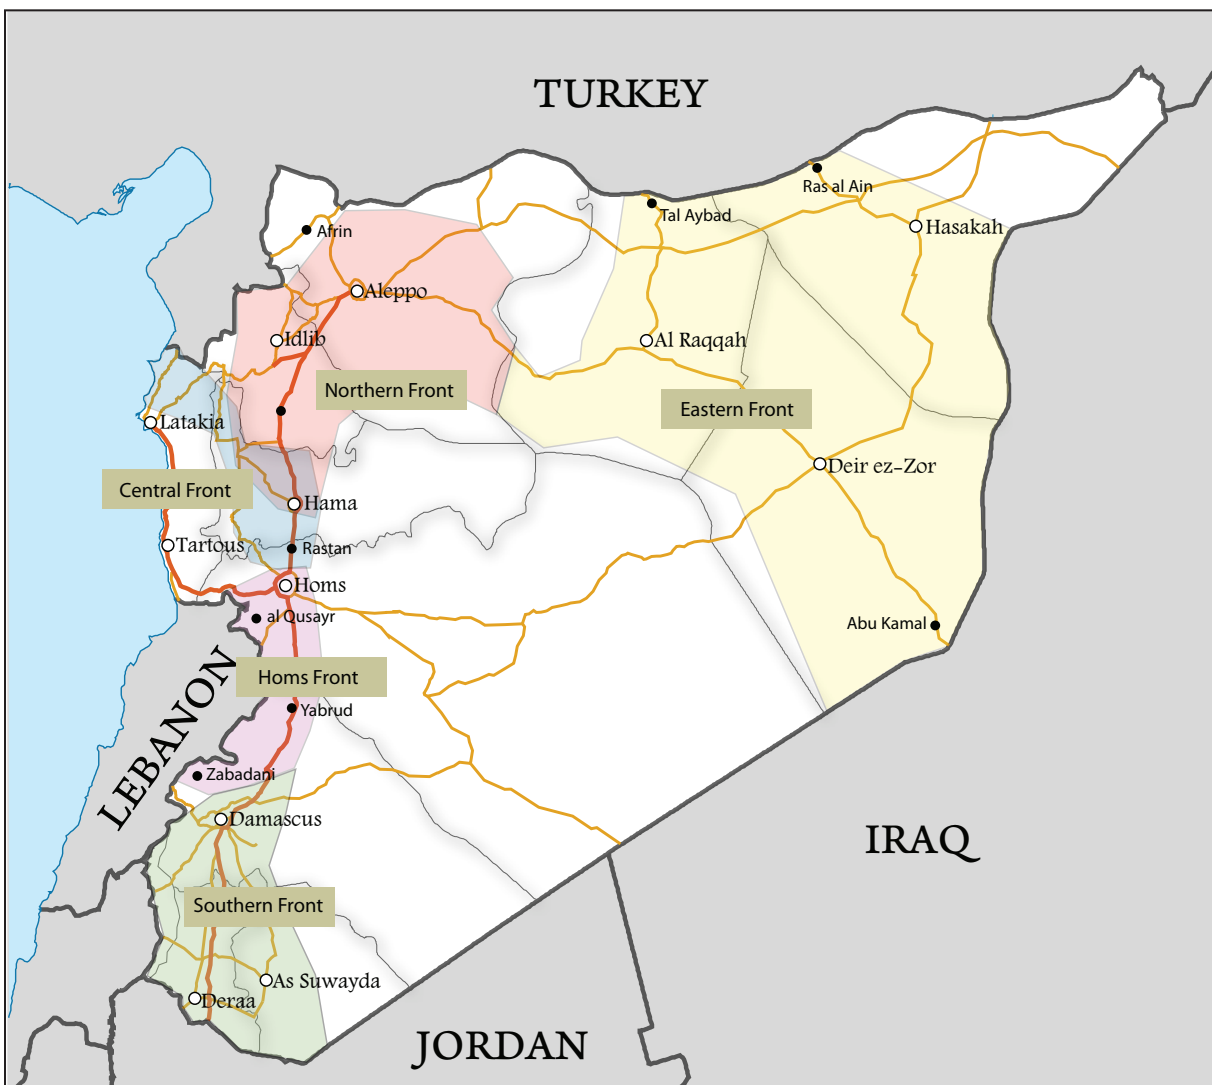 TURKEY
Ras al Ain
Tal Aybad
Hasakah
Afrin
Aleppo
Idlib
Al Raqqah
Northern Front
Eastern Front
Latakia
Deir ez-Zor
Central Front
Hama
Tartous
Rastan
Homs
al Qusayr
Abu Kamal
Homs Front
LEBANON
Yabrud
Zabadani
Damascus
IRAQ
Southern Front
As Suwayda
Deraa
JORDAN